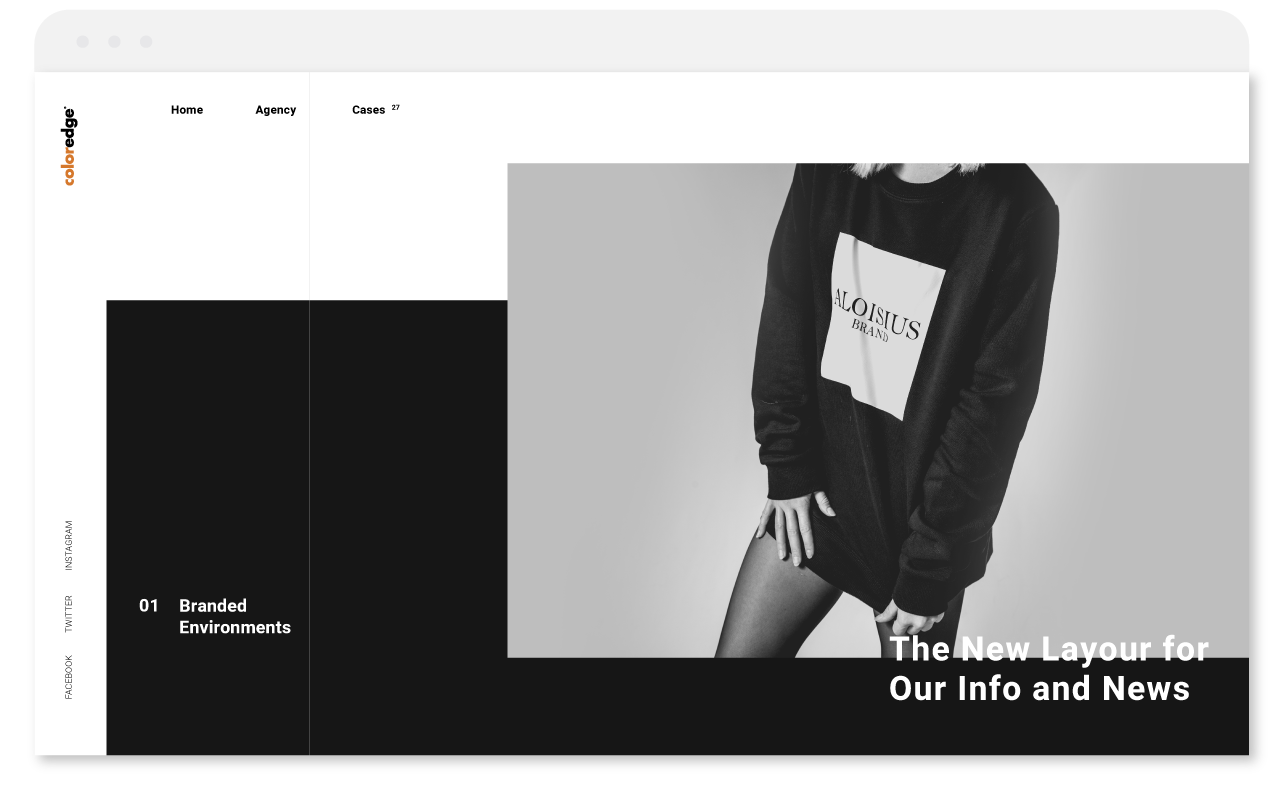 coloredge
Home Agency Cases 27
ALOISIUS
BRAND
INSTAGRAM
TWITTER
FACEBOOK
01 Branded
Environments
The New Layour for
Our Info and News